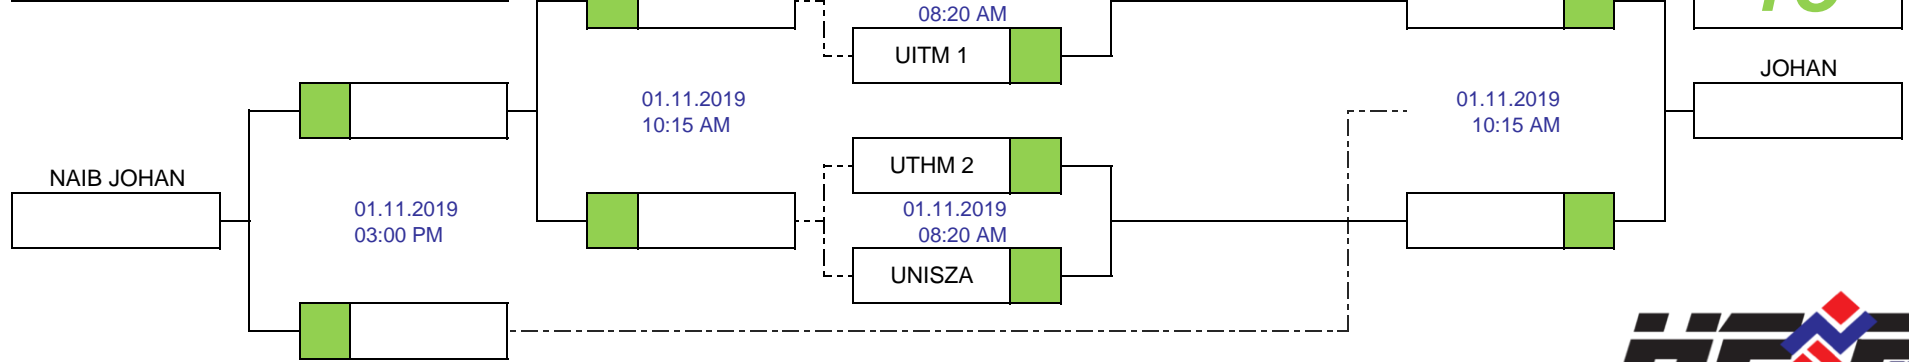 08:20 AM
UITM 1
JOHAN
01.11.2019
10:15 AM
01.11.2019
10:15 AM
UTHM 2
NAIB JOHAN
01.11.2019
03:00 PM
01.11.2019
08:20 AM
UNISZA